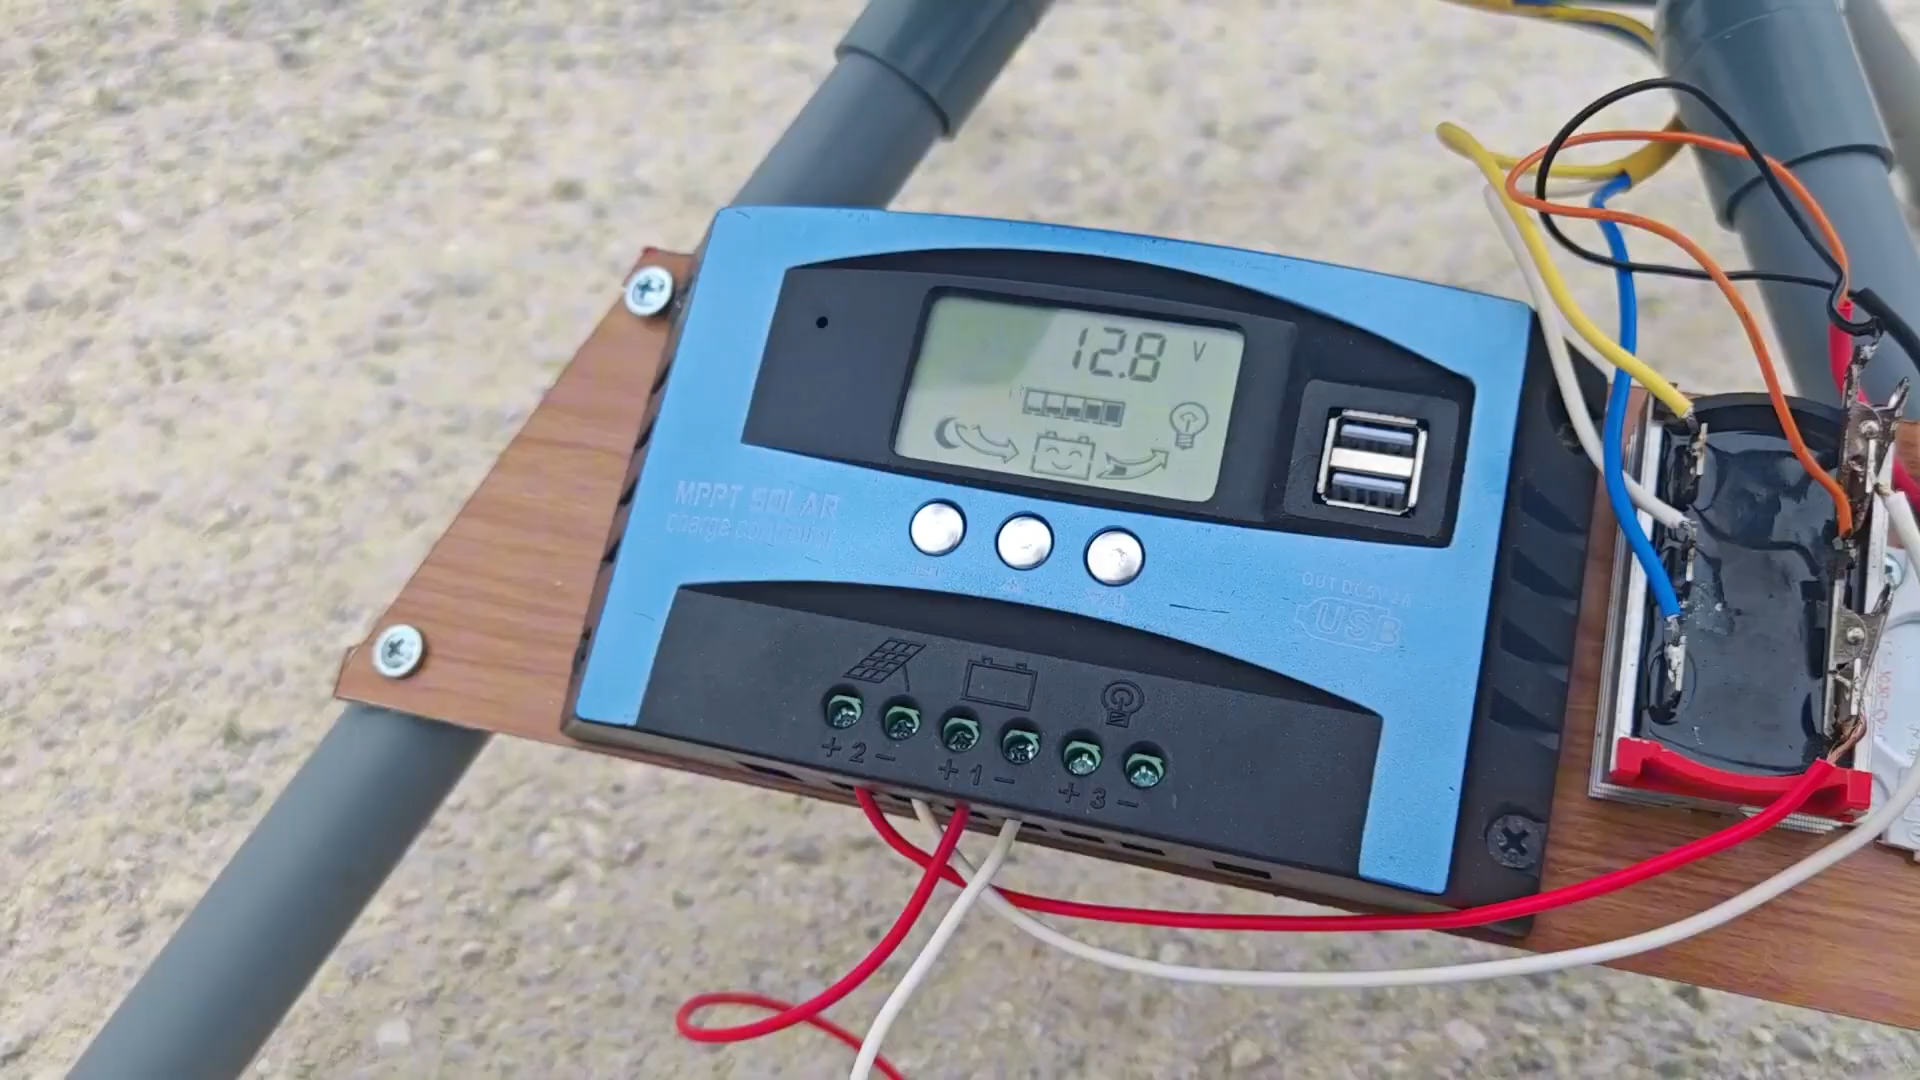 12.8 V
MPPT SOLAR
charge controller
OUT DC5V 2A
USB
+ 2 −
+ 1 −
+ 3 −